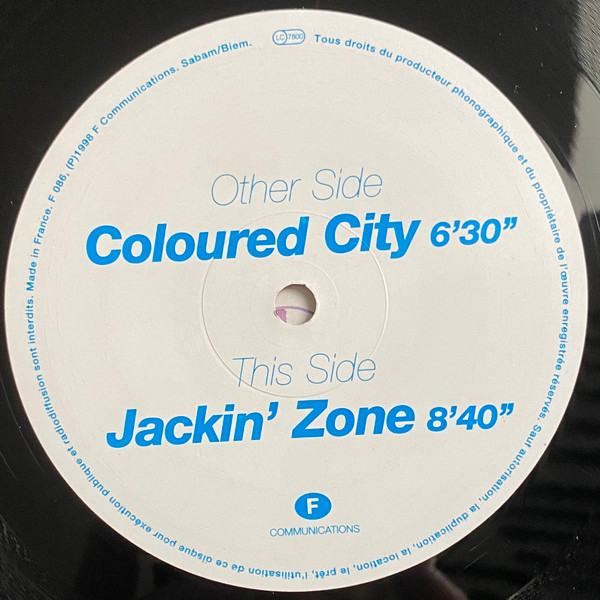 Other Side
Coloured City 6'30"
This Side
Jackin' Zone 8'40"
F
COMMUNICATIONS
Made in France. F 086, (P)1998 F Communications. Sabam/Biem. LC 7800 Tous droits du producteur phonographique et du propriétaire de l'œuvre enregistrée réservés. Sauf autorisation, la duplication, la location, le prêt, l'utilisation de ce disque pour exécution publique et radiodiffusion sont interdits.